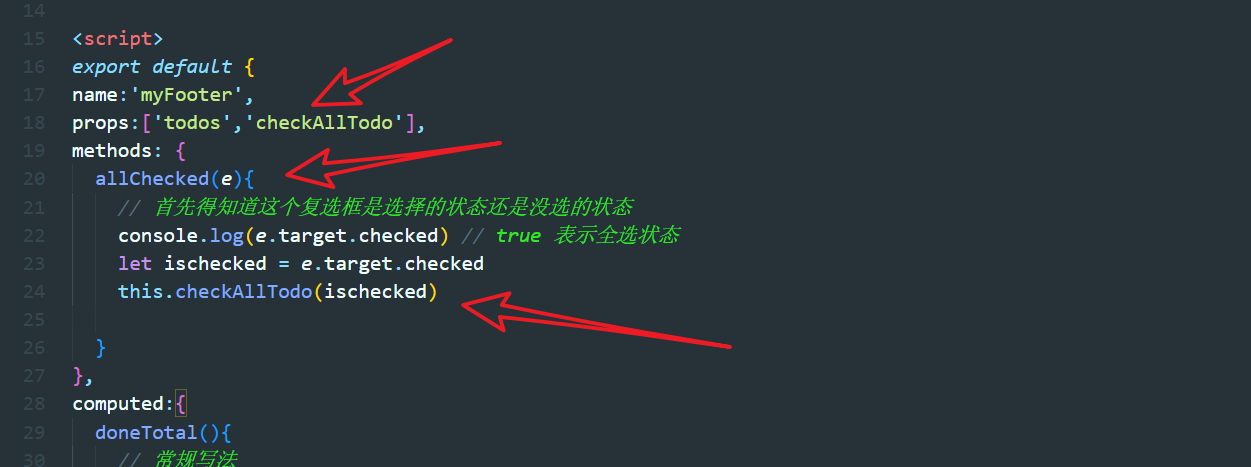 14
15 <script>
16 export default {
17 name:'myFooter',
18 props:['todos','checkAllTodo'],
19 methods: {
20 allChecked(e){
21 // 首先得知道这个复选框是选择的状态还是没选的状态
22 console.log(e.target.checked) // true 表示全选状态
23 let ischecked = e.target.checked
24 this.checkAllTodo(ischecked)
25
26 }
27 },
28 computed:{
29 doneTotal(){
30 // 常规写法